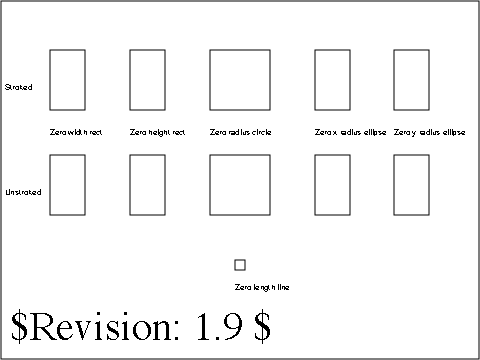 Stroked
Zero width rect
Zero height rect
Zero radius circle
Zero x radius ellipse
Zero y radius ellipse
Unstroked
Zero length line
$Revision: 1.9 $